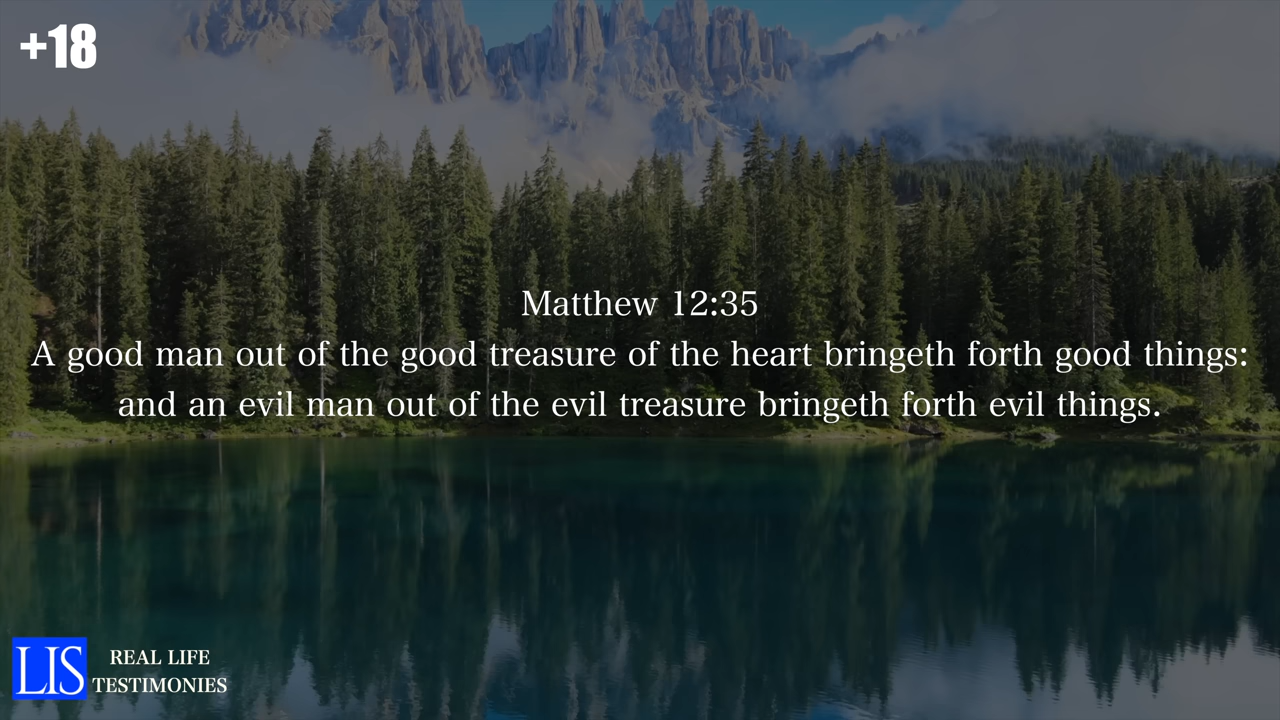 +18
Matthew 12:35
A good man out of the good treasure of the heart bringeth forth good things:
and an evil man out of the evil treasure bringeth forth evil things.
LIS
REAL LIFE
TESTIMONIES